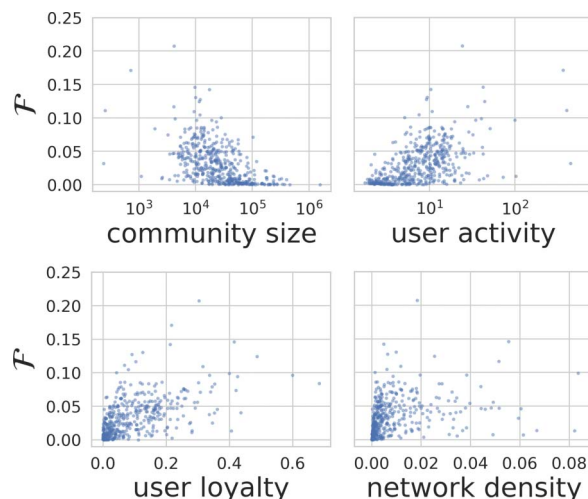 0.25
0.20
0.15
0.10
0.05
0.00
ℱ
10³ 10⁴ 10⁵ 10⁶
community size
10¹ 10²
user activity
0.25
0.20
0.15
0.10
0.05
0.00
ℱ
0.0 0.2 0.4 0.6
user loyalty
0.00 0.02 0.04 0.06 0.08
network density